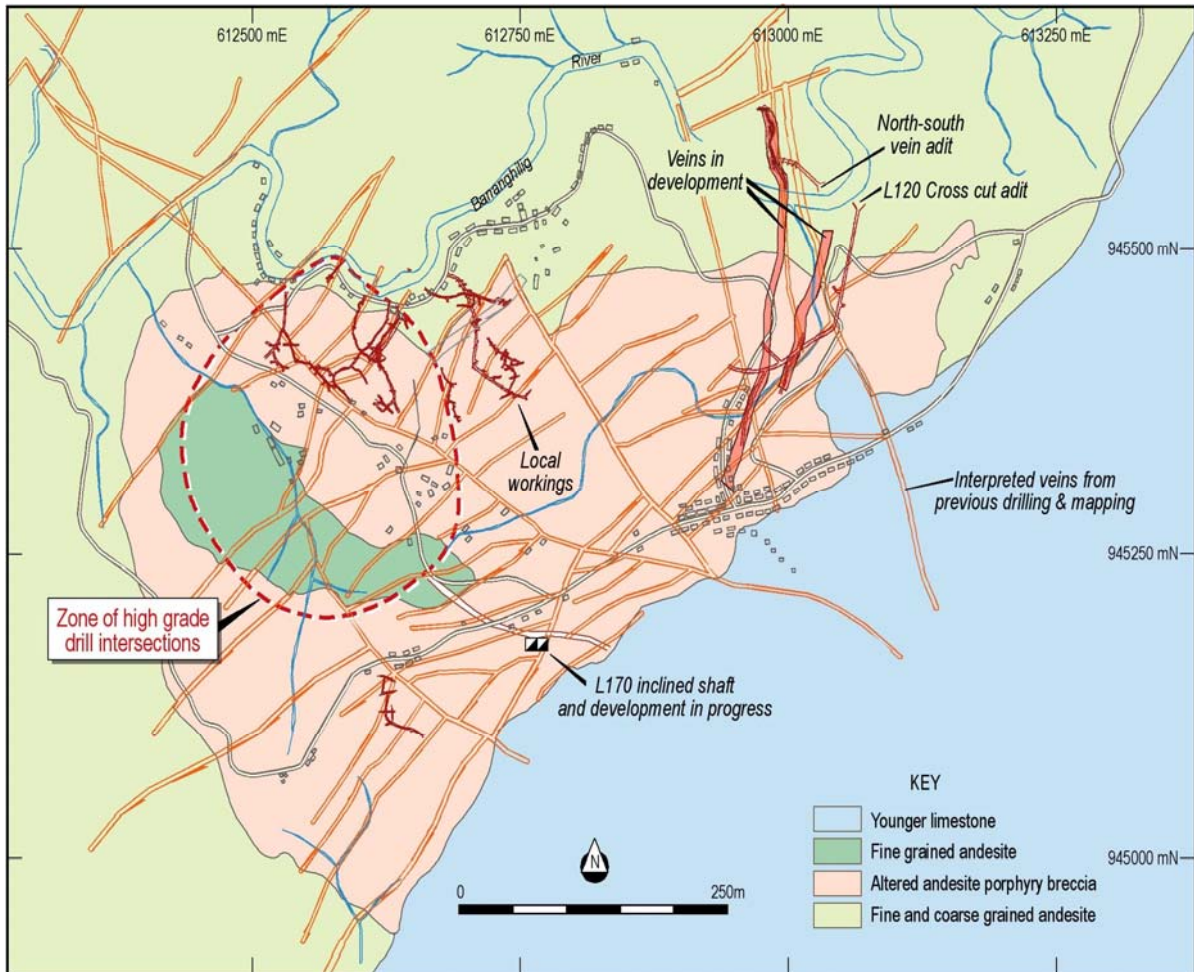 612500 mE
612750 mE
613000 mE
613250 mE
River
Bananghilig
North-south
vein adit
Veins in
development
L120 Cross cut adit
945500 mN
Local
workings
Interpreted veins from
previous drilling & mapping
945250 mN
Zone of high grade
drill intersections
L170 inclined shaft
and development in progress
KEY
Younger limestone
Fine grained andesite
Altered andesite porphyry breccia
Fine and coarse grained andesite
945000 mN
N
0
250m